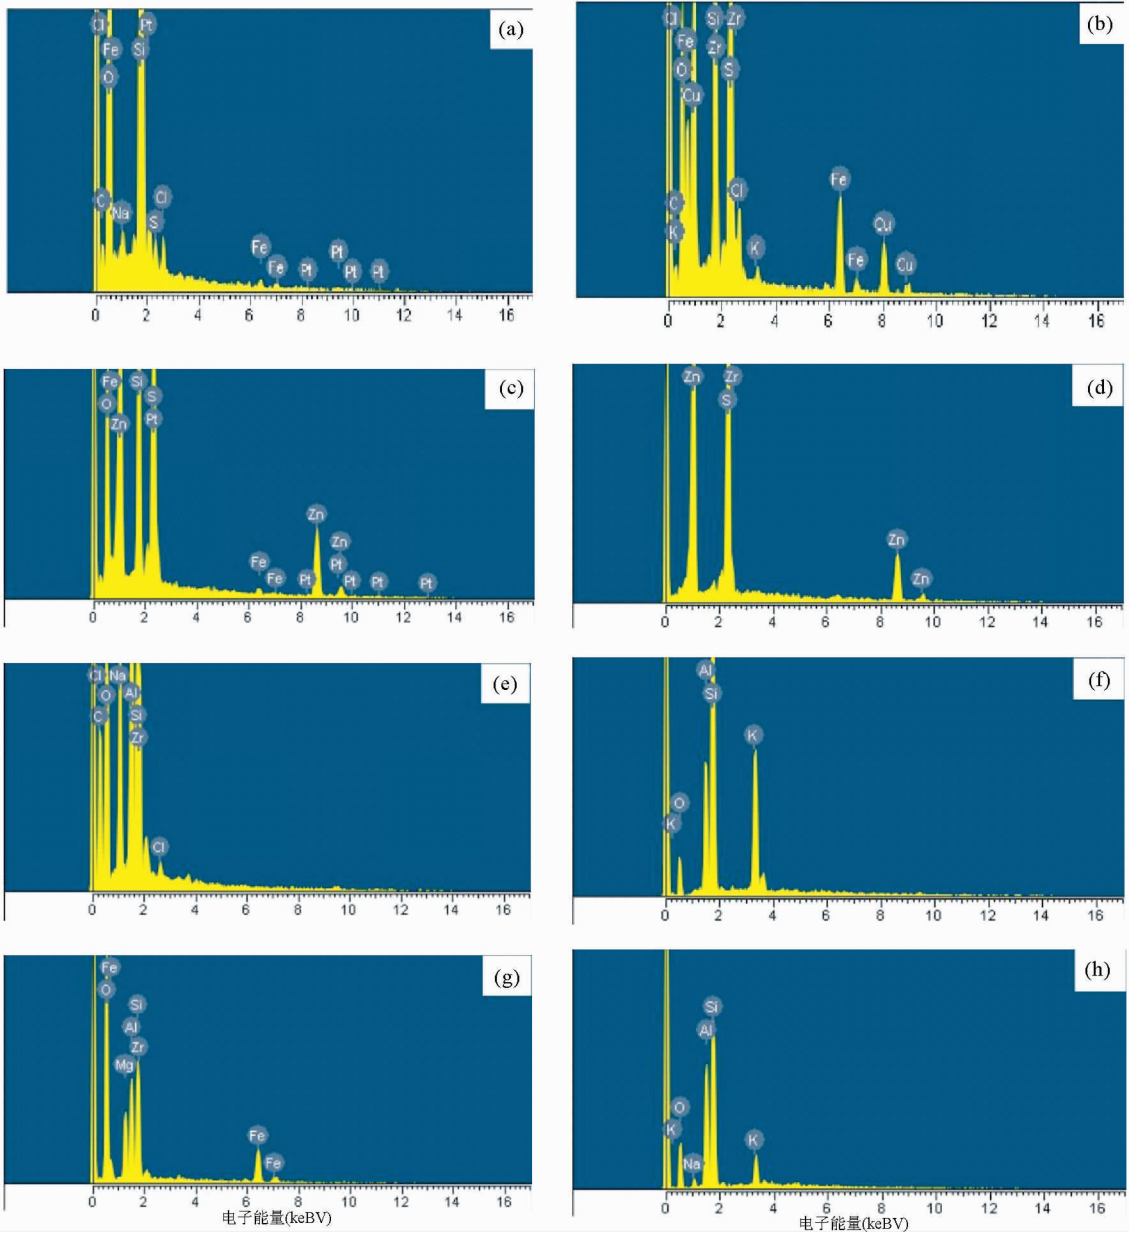 (a)
Cl Pt
Fe Si
O
C Na Cl
S
Fe Fe Pt Pt Pt Pt
0 2 4 6 8 10 12 14 16
(b)
Cl Si Zr
Fe Zr
O S
Cu
C Cl
K K
Fe Fe Cu Cu
0 2 4 6 8 10 12 14 16
(c)
Fe Si
O S
Zn Pt
Fe Fe Pt Zn Zn
Pt Pt Pt Pt
0 2 4 6 8 10 12 14 16
(d)
Zn Zr
S
Zn Zn
0 2 4 6 8 10 12 14 16
(e)
Cl Na
O Al
C Si
Zr
Cl
0 2 4 6 8 10 12 14 16
(f)
Al
Si
K
O
K
0 2 4 6 8 10 12 14 16
(g)
Fe
O Si
Al
Mg Zr
Fe Fe
0 2 4 6 8 10 12 14 16
电子能量(keBV)
(h)
Si
Al
O
K
Na K
0 2 4 6 8 10 12 14 16
电子能量(keBV)